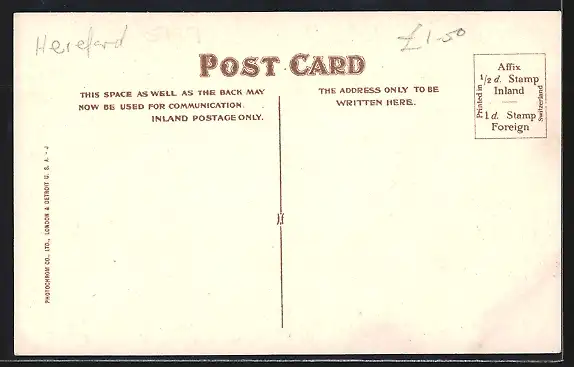 Hereford
£1-50
POST CARD
THIS SPACE AS WELL AS THE BACK MAY
NOW BE USED FOR COMMUNICATION.
INLAND POSTAGE ONLY.
THE ADDRESS ONLY TO BE
WRITTEN HERE.
Affix
1/2 d. Stamp
Inland
1 d. Stamp
Foreign
Printed in
Switzerland
PHOTOCHROM CO., LTD., LONDON & DETROIT U. S. A. - J